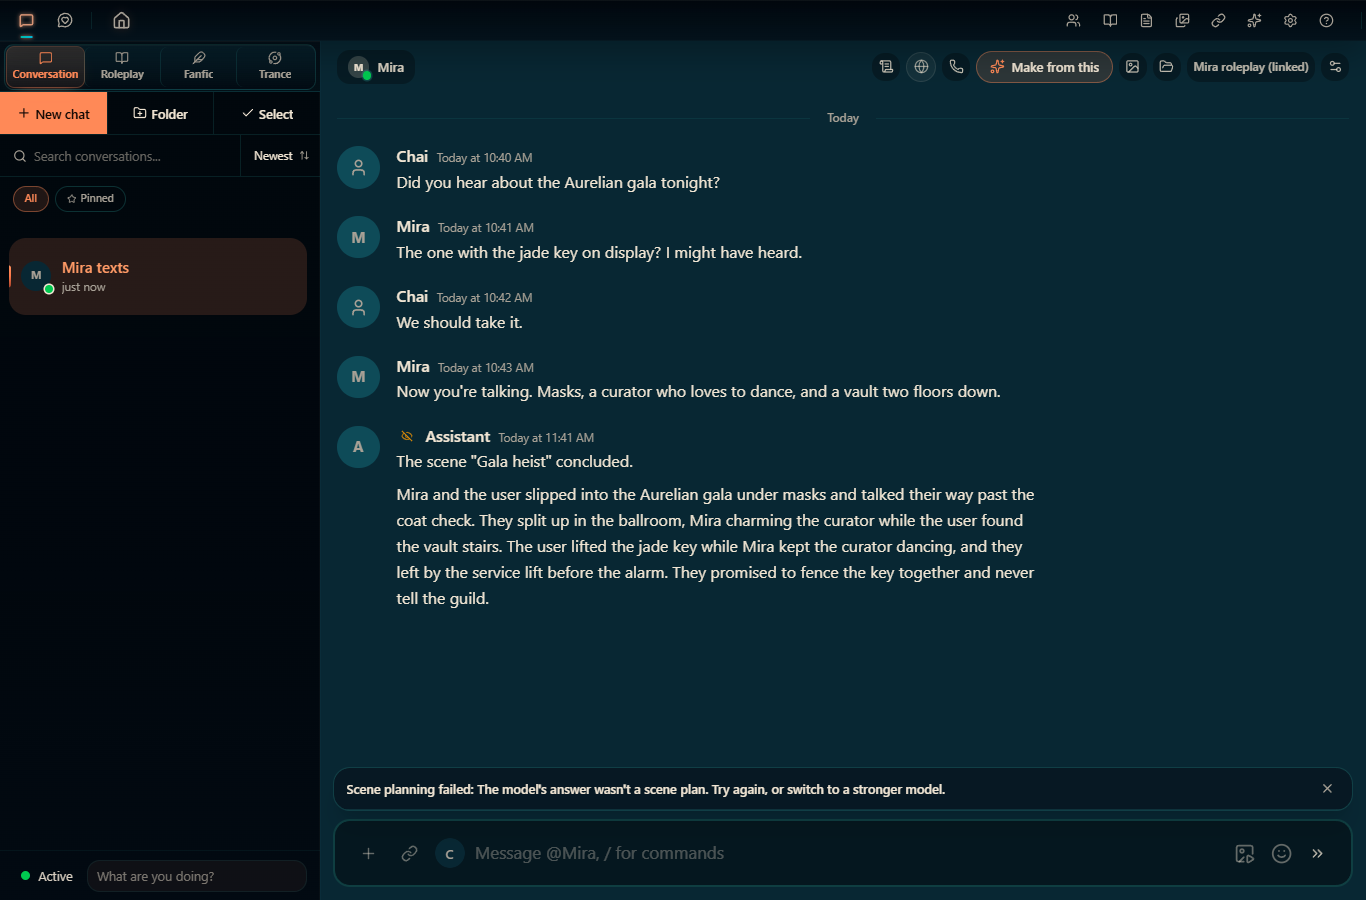 Conversation
Roleplay
Fanfic
Trance
M Mira
Make from this
Mira roleplay (linked)
+ New chat
Folder
Select
Search conversations...
Newest
All
Pinned
M
Mira texts
just now
Today
Chai Today at 10:40 AM
Did you hear about the Aurelian gala tonight?
M
Mira Today at 10:41 AM
The one with the jade key on display? I might have heard.
Chai Today at 10:42 AM
We should take it.
M
Mira Today at 10:43 AM
Now you're talking. Masks, a curator who loves to dance, and a vault two floors down.
A
Assistant Today at 11:41 AM
The scene "Gala heist" concluded.
Mira and the user slipped into the Aurelian gala under masks and talked their way past the
coat check. They split up in the ballroom, Mira charming the curator while the user found
the vault stairs. The user lifted the jade key while Mira kept the curator dancing, and they
left by the service lift before the alarm. They promised to fence the key together and never
tell the guild.
Scene planning failed: The model's answer wasn't a scene plan. Try again, or switch to a stronger model.
C
Message @Mira, / for commands
Active
What are you doing?